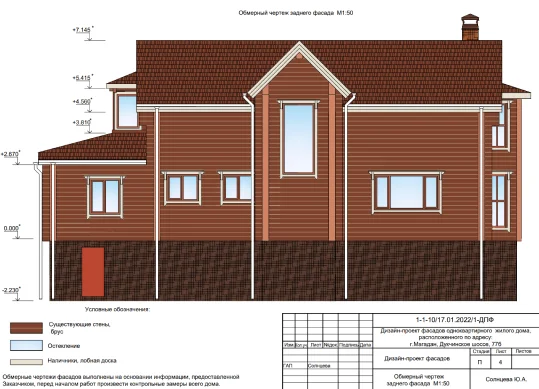 Обмерный чертеж заднего фасада М1:50
+7.145*
+5.415*
+4.560*
+3.810*
+2.670*
0.000*
-2.230*
Условные обозначения:
Существующие стены,
брус
Остекление
Наличники, лобная доска
Обмерные чертежи фасадов выполнены на основании информации, предоставленной
Заказчиком, перед началом работ произвести контрольные замеры всего дома.
1-1-10/17.01.2022/1-ДПФ
Дизайн-проект фасадов одноквартирного жилого дома,
расположенного по адресу:
г.Магадан, Дукчинское шоссе, 77б
Изм Кол.уч Лист №док Подпись Дата
ГАП Солнцева
Дизайн-проект фасадов
Стадия Лист Листов
П 4
Обмерный чертеж
заднего фасада М1:50
Солнцева Ю.А.